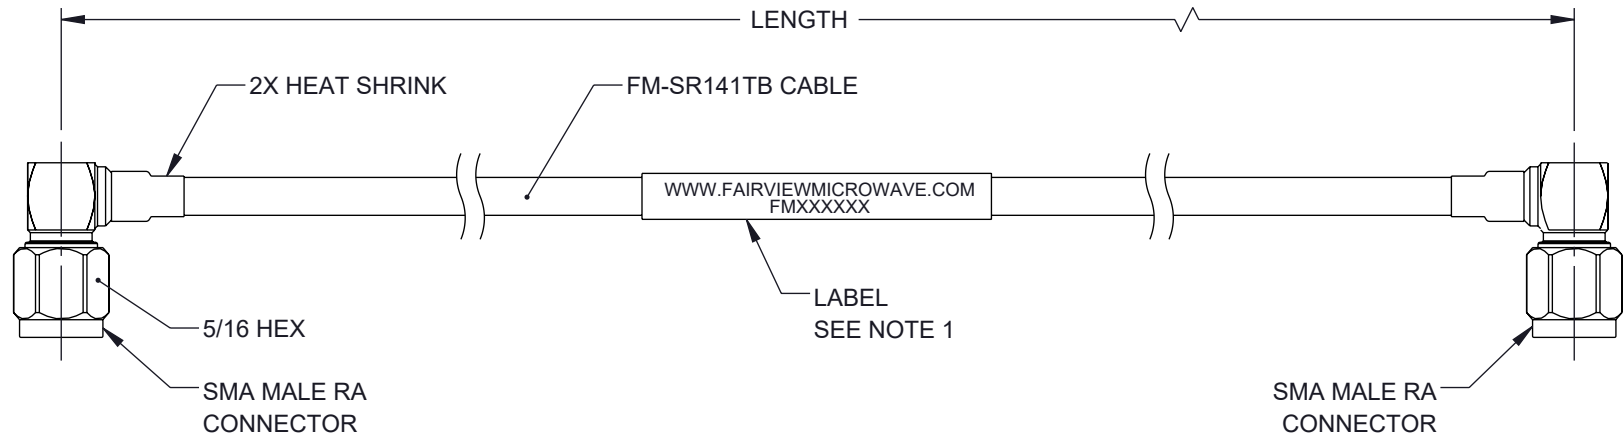 LENGTH
2X HEAT SHRINK
FM-SR141TB CABLE
WWW.FAIRVIEWMICROWAVE.COM
FMXXXXXX
LABEL
SEE NOTE 1
5/16 HEX
SMA MALE RA
CONNECTOR
SMA MALE RA
CONNECTOR